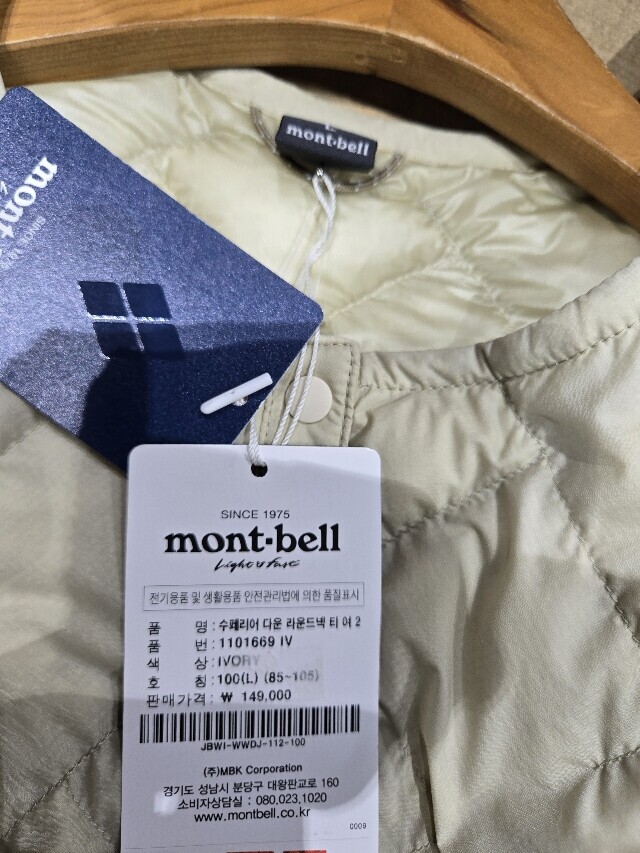 mont-bell
mont
SINCE 1975
mont-bell
Light & Fast
전기용품 및 생활용품 안전관리법에 의한 품질표시
품 명 : 수페리어 다운 라운드넥 티 여 2
품 번 : 1101669 IV
색 상 : IVORY
호 칭 : 100(L) (85~105)
판매가격 : ₩ 149,000
JBWI-WWDJ-112-100
(주)MBK Corporation
경기도 성남시 분당구 대왕판교로 160
소비자상담실 : 080.023.1020
www.montbell.co.kr
0009